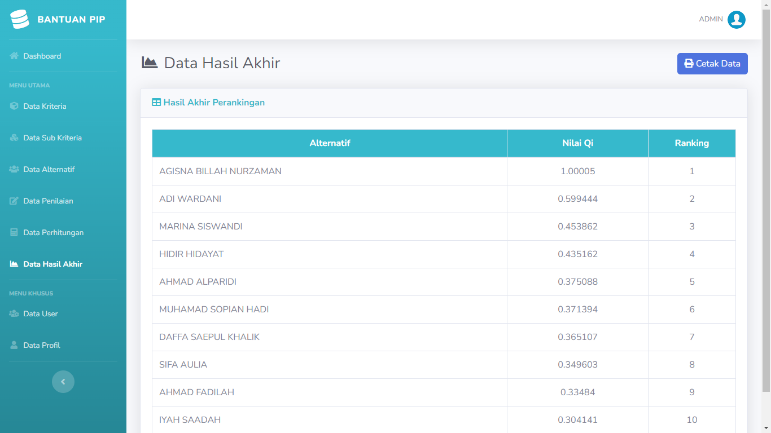 BANTUAN PIP
ADMIN
Dashboard
MENU UTAMA
Data Kriteria
Data Sub Kriteria
Data Alternatif
Data Penilaian
Data Perhitungan
Data Hasil Akhir
MENU KHUSUS
Data User
Data Profil
Data Hasil Akhir
Cetak Data
Hasil Akhir Perankingan
Alternatif Nilai Qi Ranking
AGISNA BILLAH NURZAMAN 1.00005 1
ADI WARDANI 0.599444 2
MARINA SISWANDI 0.453862 3
HIDIR HIDAYAT 0.435162 4
AHMAD ALPARIDI 0.375088 5
MUHAMAD SOPIAN HADI 0.371394 6
DAFFA SAEPUL KHALIK 0.365107 7
SIFA AULIA 0.349603 8
AHMAD FADILAH 0.33484 9
IYAH SAADAH 0.304141 10